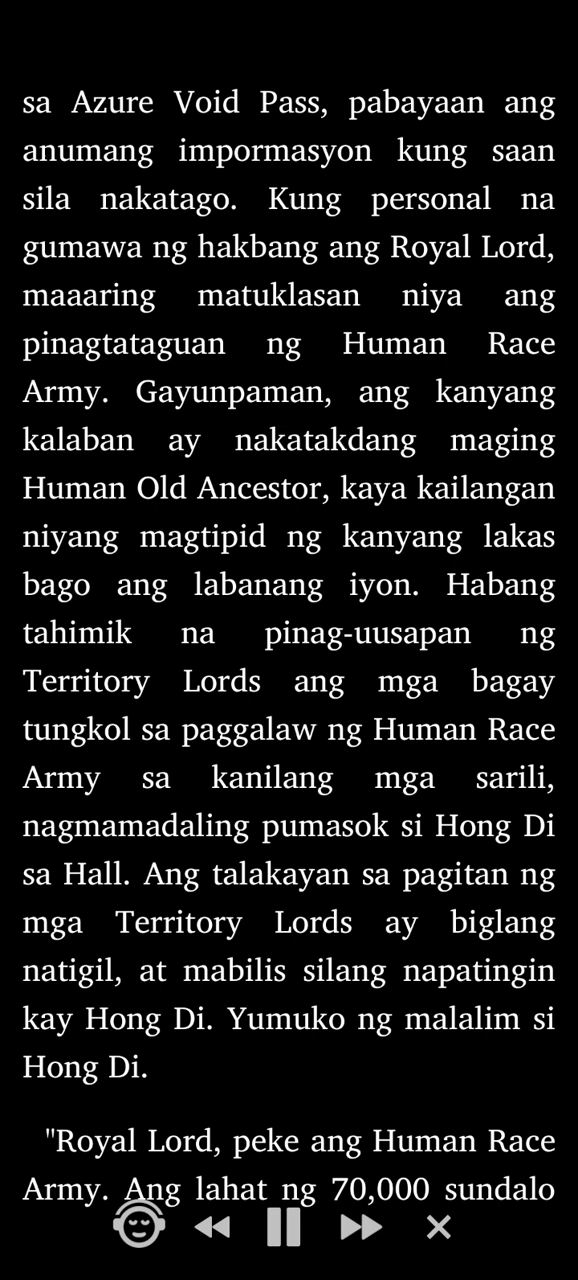 sa Azure Void Pass, pabayaan ang
anumang impormasyon kung saan
sila nakatago. Kung personal na
gumawa ng hakbang ang Royal Lord,
maaaring matuklasan niya ang
pinagtataguan ng Human Race
Army. Gayunpaman, ang kanyang
kalaban ay nakatakdang maging
Human Old Ancestor, kaya kailangan
niyang magtipid ng kanyang lakas
bago ang labanang iyon. Habang
tahimik na pinag-uusapan ng
Territory Lords ang mga bagay
tungkol sa paggalaw ng Human Race
Army sa kanilang mga sarili,
nagmamadaling pumasok si Hong Di
sa Hall. Ang talakayan sa pagitan ng
mga Territory Lords ay biglang
natigil, at mabilis silang napatingin
kay Hong Di. Yumuko ng malalim si
Hong Di.
"Royal Lord, peke ang Human Race
Army. Ang lahat ng 70,000 sundalo